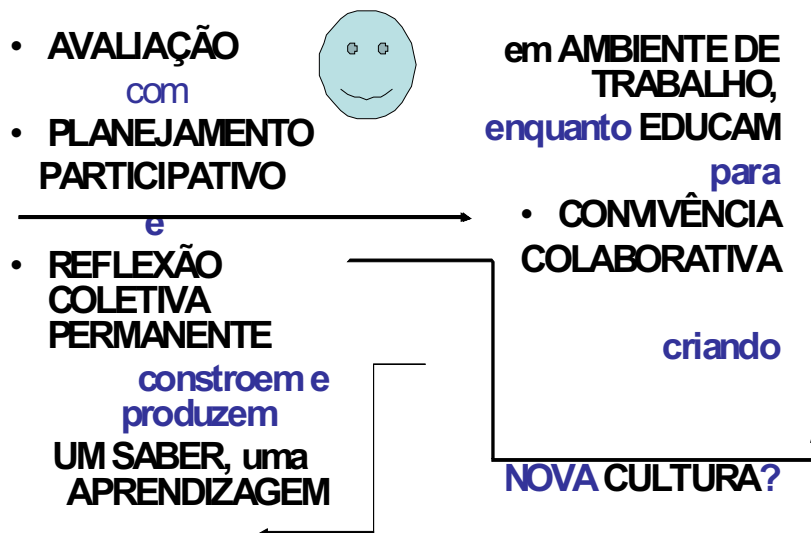 • AVALIAÇÃO
com
• PLANEJAMENTO
PARTICIPATIVO
e
• REFLEXÃO
COLETIVA
PERMANENTE
constroem e
produzem
UM SABER, uma
APRENDIZAGEM
em AMBIENTE DE
TRABALHO,
enquanto EDUCAM
para
• CONVIVÊNCIA
COLABORATIVA
criando
NOVA CULTURA?